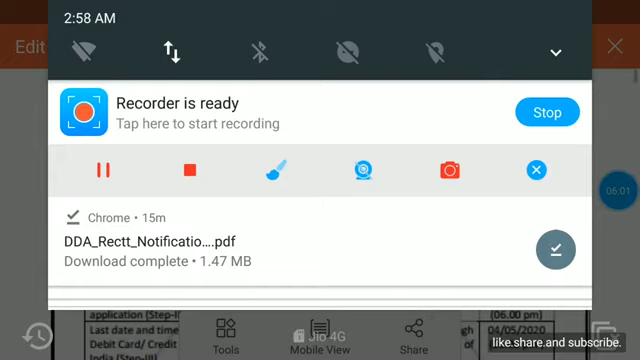 2:58 AM
Edit
Recorder is ready
Tap here to start recording
Stop
06:01
Chrome • 15m
DDA_Rectt_Notificatio....pdf
Download complete • 1.47 MB
application (Step-I
(06.00 pm)
Last date and time
Debit Card/ Credit
India (Step-III)
gh
04/05/2020
Jio 4G
Tools
Mobile View
Share
like.share.and subscribe.